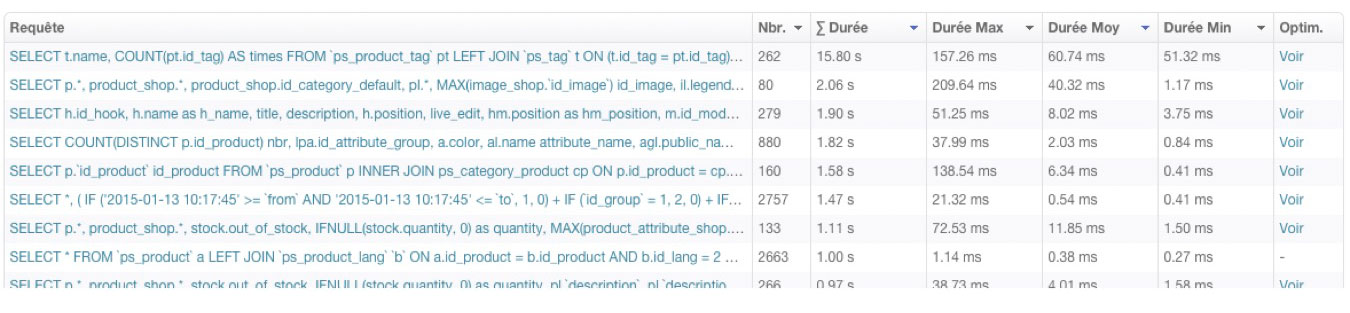 Requête Nbr. ∑ Durée Durée Max Durée Moy Durée Min Optim.
SELECT t.name, COUNT(pt.id_tag) AS times FROM `ps_product_tag` pt LEFT JOIN `ps_tag` t ON (t.id_tag = pt.id_tag)... 262 15.80 s 157.26 ms 60.74 ms 51.32 ms Voir
SELECT p.*, product_shop.*, product_shop.id_category_default, pl.*, MAX(image_shop.`id_image`) id_image, il.legend... 80 2.06 s 209.64 ms 40.32 ms 1.17 ms Voir
SELECT h.id_hook, h.name as h_name, title, description, h.position, live_edit, hm.position as hm_position, m.id_mod... 279 1.90 s 51.25 ms 8.02 ms 3.75 ms Voir
SELECT COUNT(DISTINCT p.id_product) nbr, lpa.id_attribute_group, a.color, al.name attribute_name, agl.public_na... 880 1.82 s 37.99 ms 2.03 ms 0.84 ms Voir
SELECT p.`id_product` id_product FROM `ps_product` p INNER JOIN ps_category_product cp ON p.id_product = cp.... 160 1.58 s 138.54 ms 6.34 ms 0.41 ms Voir
SELECT *, ( IF ('2015-01-13 10:17:45' >= `from` AND '2015-01-13 10:17:45' <= `to`, 1, 0) + IF (`id_group` = 1, 2, 0) + IF... 2757 1.47 s 21.32 ms 0.54 ms 0.41 ms Voir
SELECT p.*, product_shop.*, stock.out_of_stock, IFNULL(stock.quantity, 0) as quantity, MAX(product_attribute_shop.... 133 1.11 s 72.53 ms 11.85 ms 1.50 ms Voir
SELECT * FROM `ps_product` a LEFT JOIN `ps_product_lang` `b` ON a.id_product = b.id_product AND b.id_lang = 2 ... 2663 1.00 s 1.14 ms 0.38 ms 0.27 ms -
SELECT p.*, product_shop.*, stock.out_of_stock, IFNULL(stock.quantity, 0) as quantity, pl.`description`, pl.`descriptio... 266 0.97 s 38.73 ms 4.01 ms 1.58 ms Voir